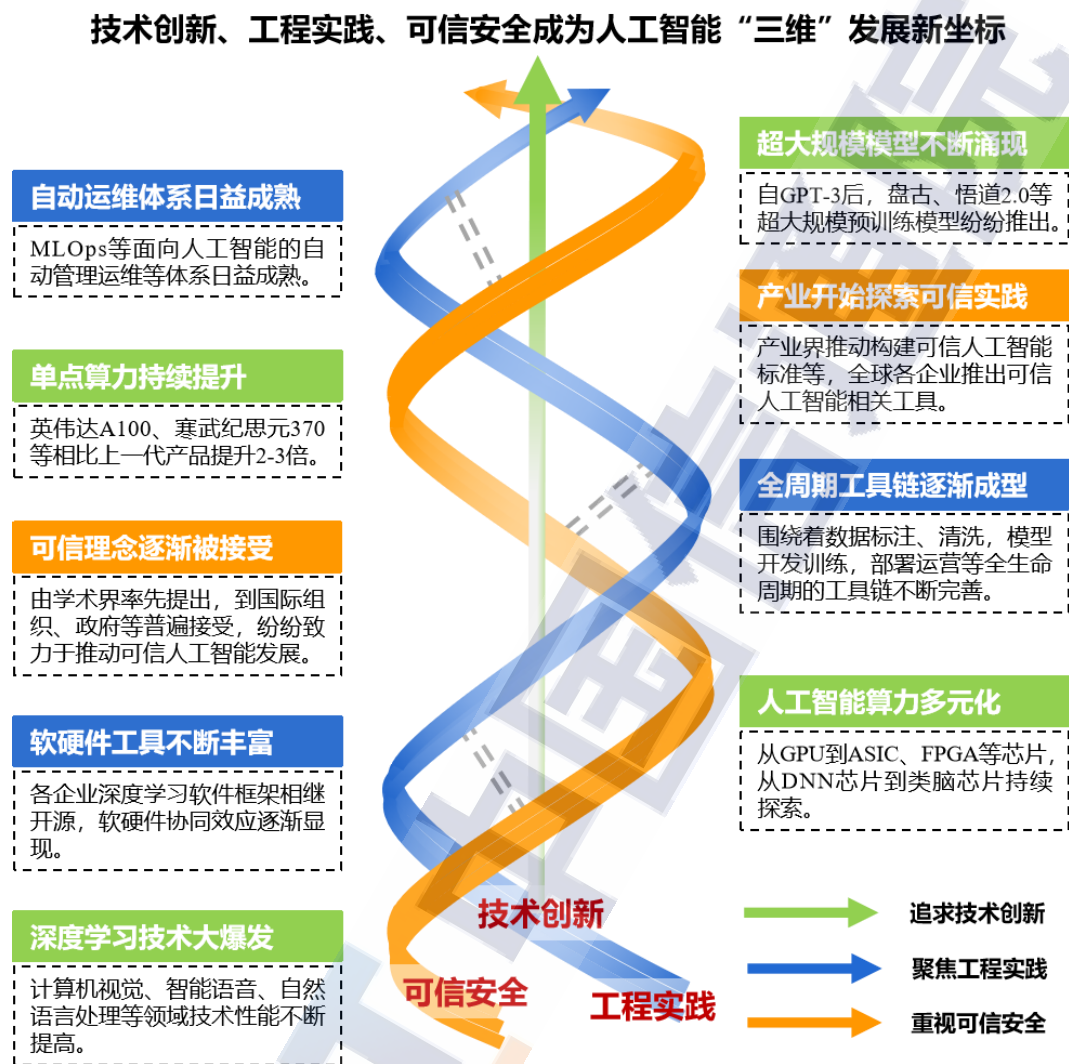 技术创新、工程实践、可信安全成为人工智能“三维”发展新坐标
自动运维体系日益成熟
MLOps等面向人工智能的自
动管理运维等体系日益成熟。
单点算力持续提升
英伟达A100、寒武纪思元370
等相比上一代产品提升2-3倍。
可信理念逐渐被接受
由学术界率先提出，到国际组
织、政府等普遍接受，纷纷致
力于推动可信人工智能发展。
软硬件工具不断丰富
各企业深度学习软件框架相继
开源，软硬件协同效应逐渐显
现。
深度学习技术大爆发
计算机视觉、智能语音、自然
语言处理等领域技术性能不断
提高。
超大规模模型不断涌现
自GPT-3后，盘古、悟道2.0等
超大规模预训练模型纷纷推出。
产业开始探索可信实践
产业界推动构建可信人工智能
标准等，全球各企业推出可信
人工智能相关工具。
全周期工具链逐渐成型
围绕着数据标注、清洗，模型
开发训练，部署运营等全生命
周期的工具链不断完善。
人工智能算力多元化
从GPU到ASIC、FPGA等芯片，
从DNN芯片到类脑芯片持续
探索。
技术创新
可信安全
工程实践
追求技术创新
聚焦工程实践
重视可信安全